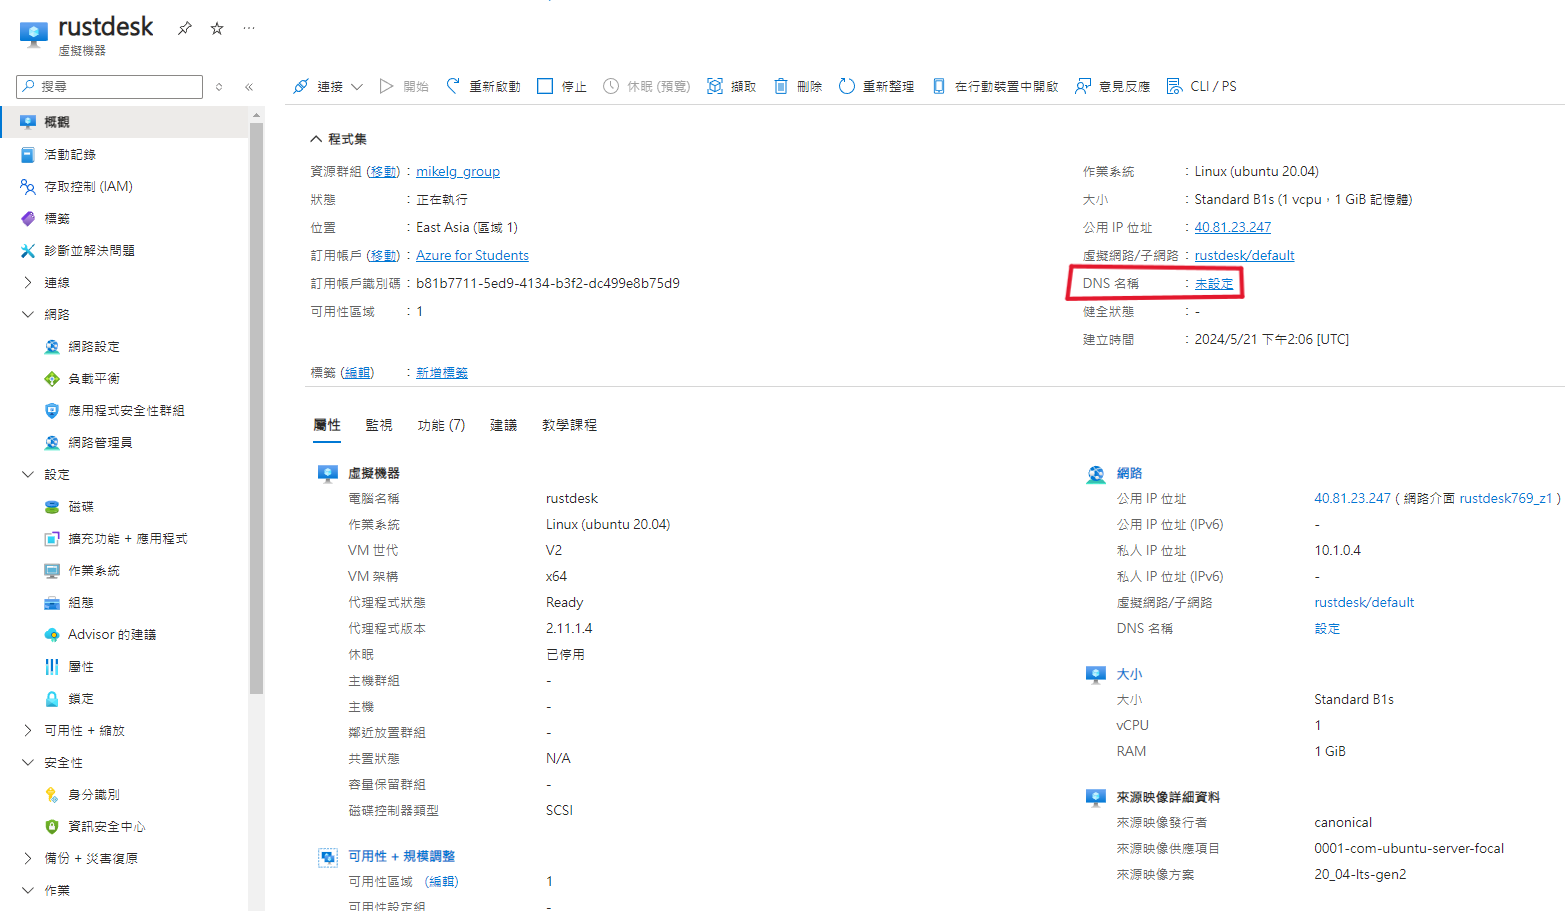 rustdesk
虛擬機器
搜尋
連接
開始
重新啟動
停止
休眠 (預覽)
擷取
刪除
重新整理
在行動裝置中開啟
意見反應
CLI / PS
概觀
活動記錄
存取控制 (IAM)
標籤
診斷並解決問題
連線
網路
網路設定
負載平衡
應用程式安全性群組
網路管理員
設定
磁碟
擴充功能 + 應用程式
作業系統
組態
Advisor 的建議
屬性
鎖定
可用性 + 縮放
安全性
身分識別
資訊安全中心
備份 + 災害復原
作業
程式集
資源群組 (移動) : mikelg_group
狀態 : 正在執行
位置 : East Asia (區域 1)
訂用帳戶 (移動) : Azure for Students
訂用帳戶識別碼 : b81b7711-5ed9-4134-b3f2-dc499e8b75d9
可用性區域 : 1
作業系統 : Linux (ubuntu 20.04)
大小 : Standard B1s (1 vcpu，1 GiB 記憶體)
公用 IP 位址 : 40.81.23.247
虛擬網路/子網路 : rustdesk/default
DNS 名稱 : 未設定
健全狀態 : -
建立時間 : 2024/5/21 下午2:06 [UTC]
標籤 (編輯) : 新增標籤
屬性
監視
功能 (7)
建議
教學課程
虛擬機器
電腦名稱 rustdesk
作業系統 Linux (ubuntu 20.04)
VM 世代 V2
VM 架構 x64
代理程式狀態 Ready
代理程式版本 2.11.1.4
休眠 已停用
主機群組 -
主機 -
鄰近放置群組 -
共置狀態 N/A
容量保留群組 -
磁碟控制器類型 SCSI
可用性 + 規模調整
可用性區域 (編輯) 1
可用性設定組 -
網路
公用 IP 位址 40.81.23.247 ( 網路介面 rustdesk769_z1 )
公用 IP 位址 (IPv6) -
私人 IP 位址 10.1.0.4
私人 IP 位址 (IPv6) -
虛擬網路/子網路 rustdesk/default
DNS 名稱 設定
大小
大小 Standard B1s
vCPU 1
RAM 1 GiB
來源映像詳細資料
來源映像發行者 canonical
來源映像供應項目 0001-com-ubuntu-server-focal
來源映像方案 20_04-lts-gen2